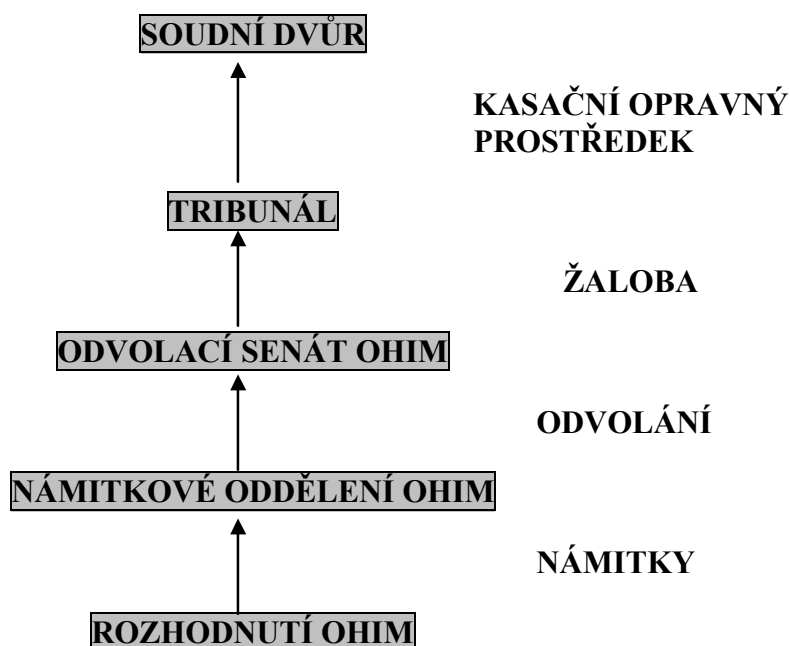 SOUDNÍ DVŮR
KASAČNÍ OPRAVNÝ
PROSTŘEDEK
TRIBUNÁL
ŽALOBA
ODVOLACÍ SENÁT OHIM
ODVOLÁNÍ
NÁMITKOVÉ ODDĚLENÍ OHIM
NÁMITKY
ROZHODNUTÍ OHIM